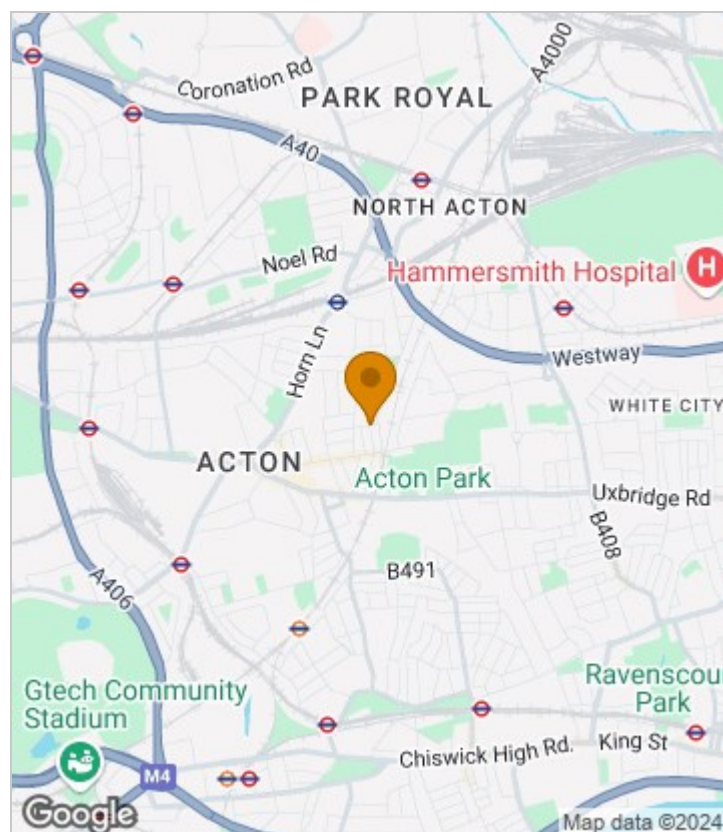 A4000
Coronation Rd
PARK ROYAL
A40
NORTH ACTON
Noel Rd
Hammersmith Hospital
H
Horn Ln
Westway
WHITE CITY
ACTON
Acton Park
Uxbridge Rd
B408
B491
A406
Gtech Community
Stadium
Ravenscou
Park
Chiswick High Rd.
King St
M4
Google
Map data ©2024